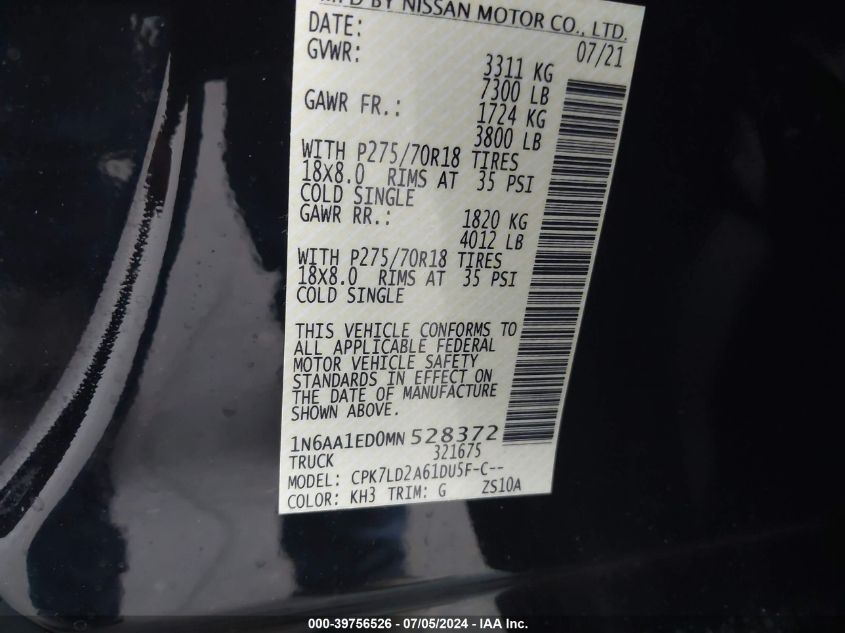 MFD BY NISSAN MOTOR CO., LTD.
DATE: 07/21
GVWR: 3311 KG
7300 LB
GAWR FR.: 1724 KG
3800 LB
WITH P275/70R18 TIRES
18X8.0 RIMS AT 35 PSI
COLD SINGLE
GAWR RR.: 1820 KG
4012 LB
WITH P275/70R18 TIRES
18X8.0 RIMS AT 35 PSI
COLD SINGLE
THIS VEHICLE CONFORMS TO
ALL APPLICABLE FEDERAL
MOTOR VEHICLE SAFETY
STANDARDS IN EFFECT ON
THE DATE OF MANUFACTURE
SHOWN ABOVE.
1N6AA1ED0MN528372
TRUCK 321675
MODEL: CPK7LD2A61DU5F-C--
COLOR: KH3 TRIM: G ZS10A
000-39756526 - 07/05/2024 - IAA Inc.